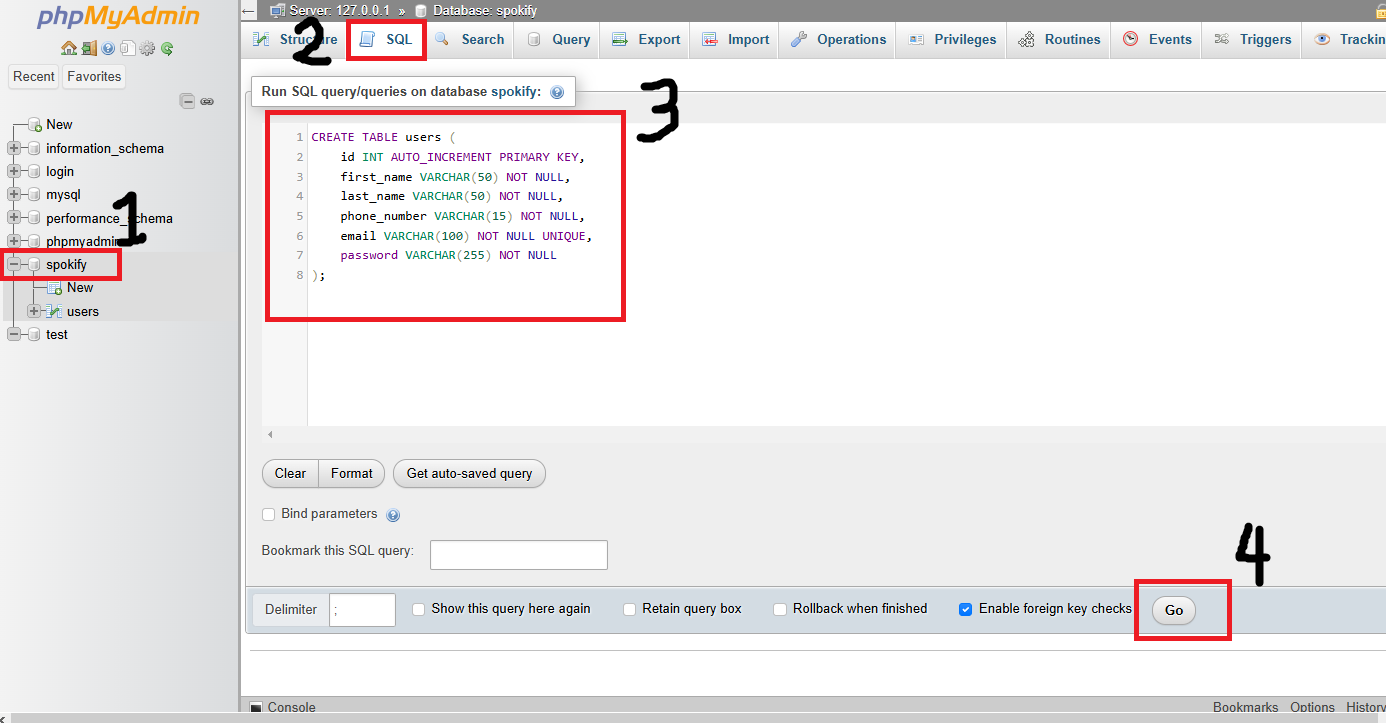 phpMyAdmin
Recent Favorites
New
information_schema
login
mysql
performance_schema
phpmyadmin
spokify
New
users
test
1
Server: 127.0.0.1 » Database: spokify
Structure SQL Search Query Export Import Operations Privileges Routines Events Triggers Trackin
2
Run SQL query/queries on database spokify:
3
1 CREATE TABLE users (
2 id INT AUTO_INCREMENT PRIMARY KEY,
3 first_name VARCHAR(50) NOT NULL,
4 last_name VARCHAR(50) NOT NULL,
5 phone_number VARCHAR(15) NOT NULL,
6 email VARCHAR(100) NOT NULL UNIQUE,
7 password VARCHAR(255) NOT NULL
8 );
Clear Format Get auto-saved query
Bind parameters
Bookmark this SQL query:
4
Delimiter ; Show this query here again Retain query box Rollback when finished Enable foreign key checks Go
Console Bookmarks Options History